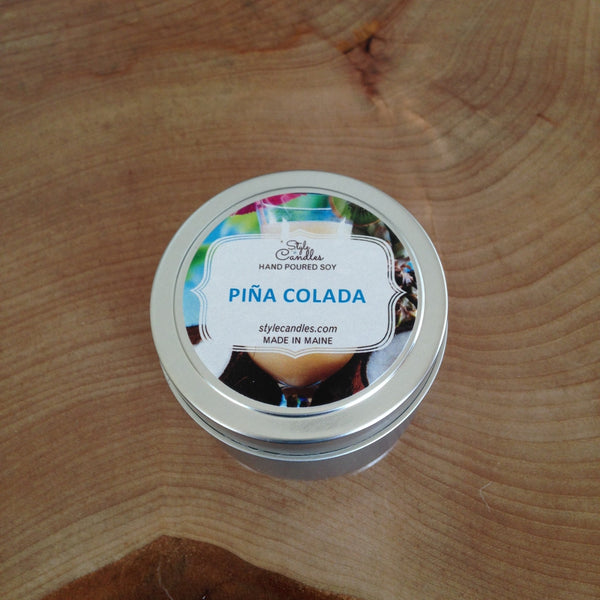 Style
Candles
HAND POURED SOY
PIÑA COLADA
stylecandles.com
MADE IN MAINE